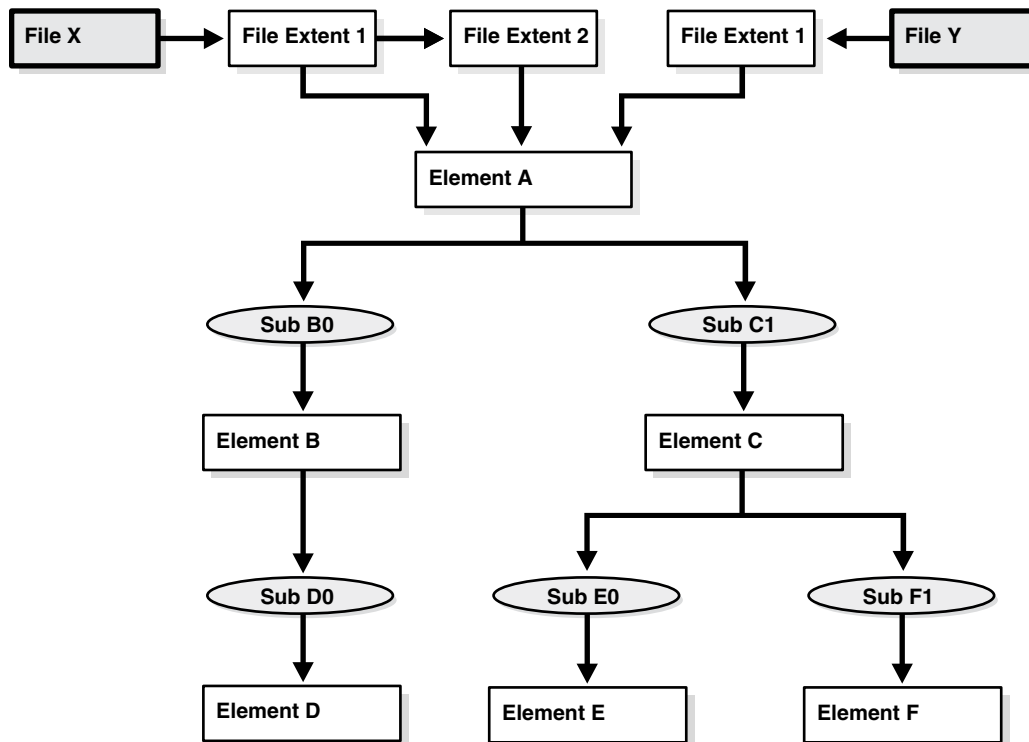 File X
File Extent 1
File Extent 2
File Extent 1
File Y
Element A
Sub B0
Sub C1
Element B
Element C
Sub D0
Sub E0
Sub F1
Element D
Element E
Element F